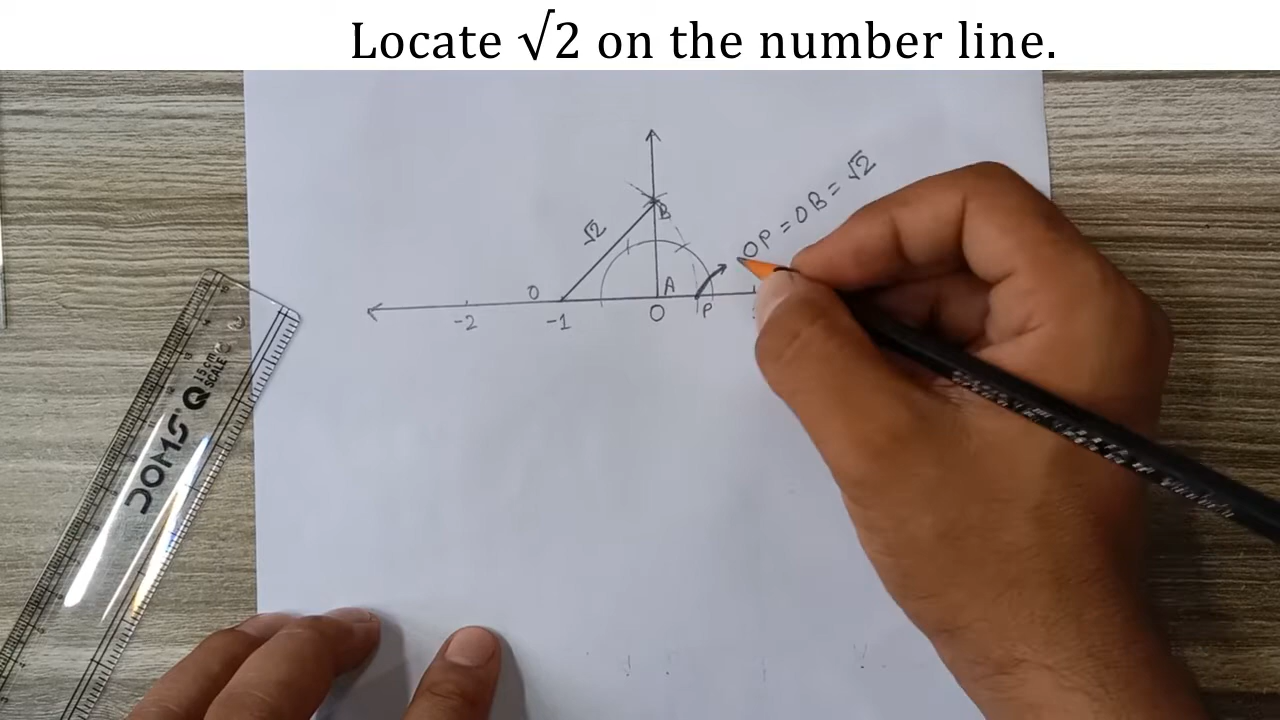 Locate √2 on the number line.
OP = OB = √2
√2
B
O
A
-2
-1
O
P
DOMS Q 15 cm SCALE